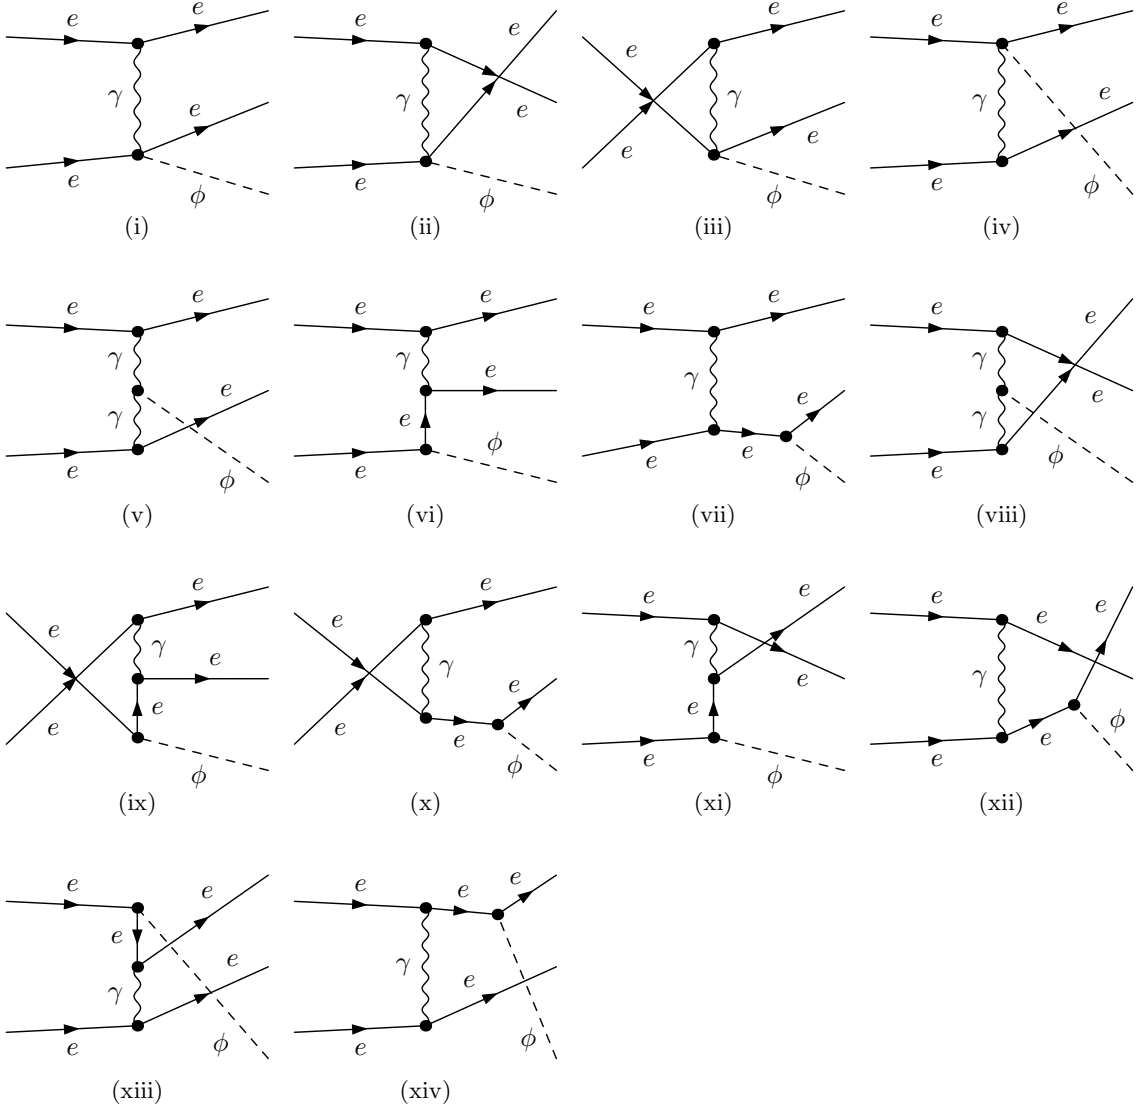 e e e e
e e e
γ γ γ γ
e e e e
e e e e
ϕ ϕ ϕ ϕ
(i) (ii) (iii) (iv)
e e e e e e e e
γ γ γ γ
e e e
γ e γ γ
e e e e e
ϕ ϕ ϕ ϕ
(v) (vi) (vii) (viii)
e e e e e
e e e e
γ e γ e γ γ
e e e
e e e e e e
ϕ ϕ ϕ ϕ
(ix) (x) (xi) (xii)
e e e e e
e e
γ γ e
e e
ϕ ϕ
(xiii) (xiv)